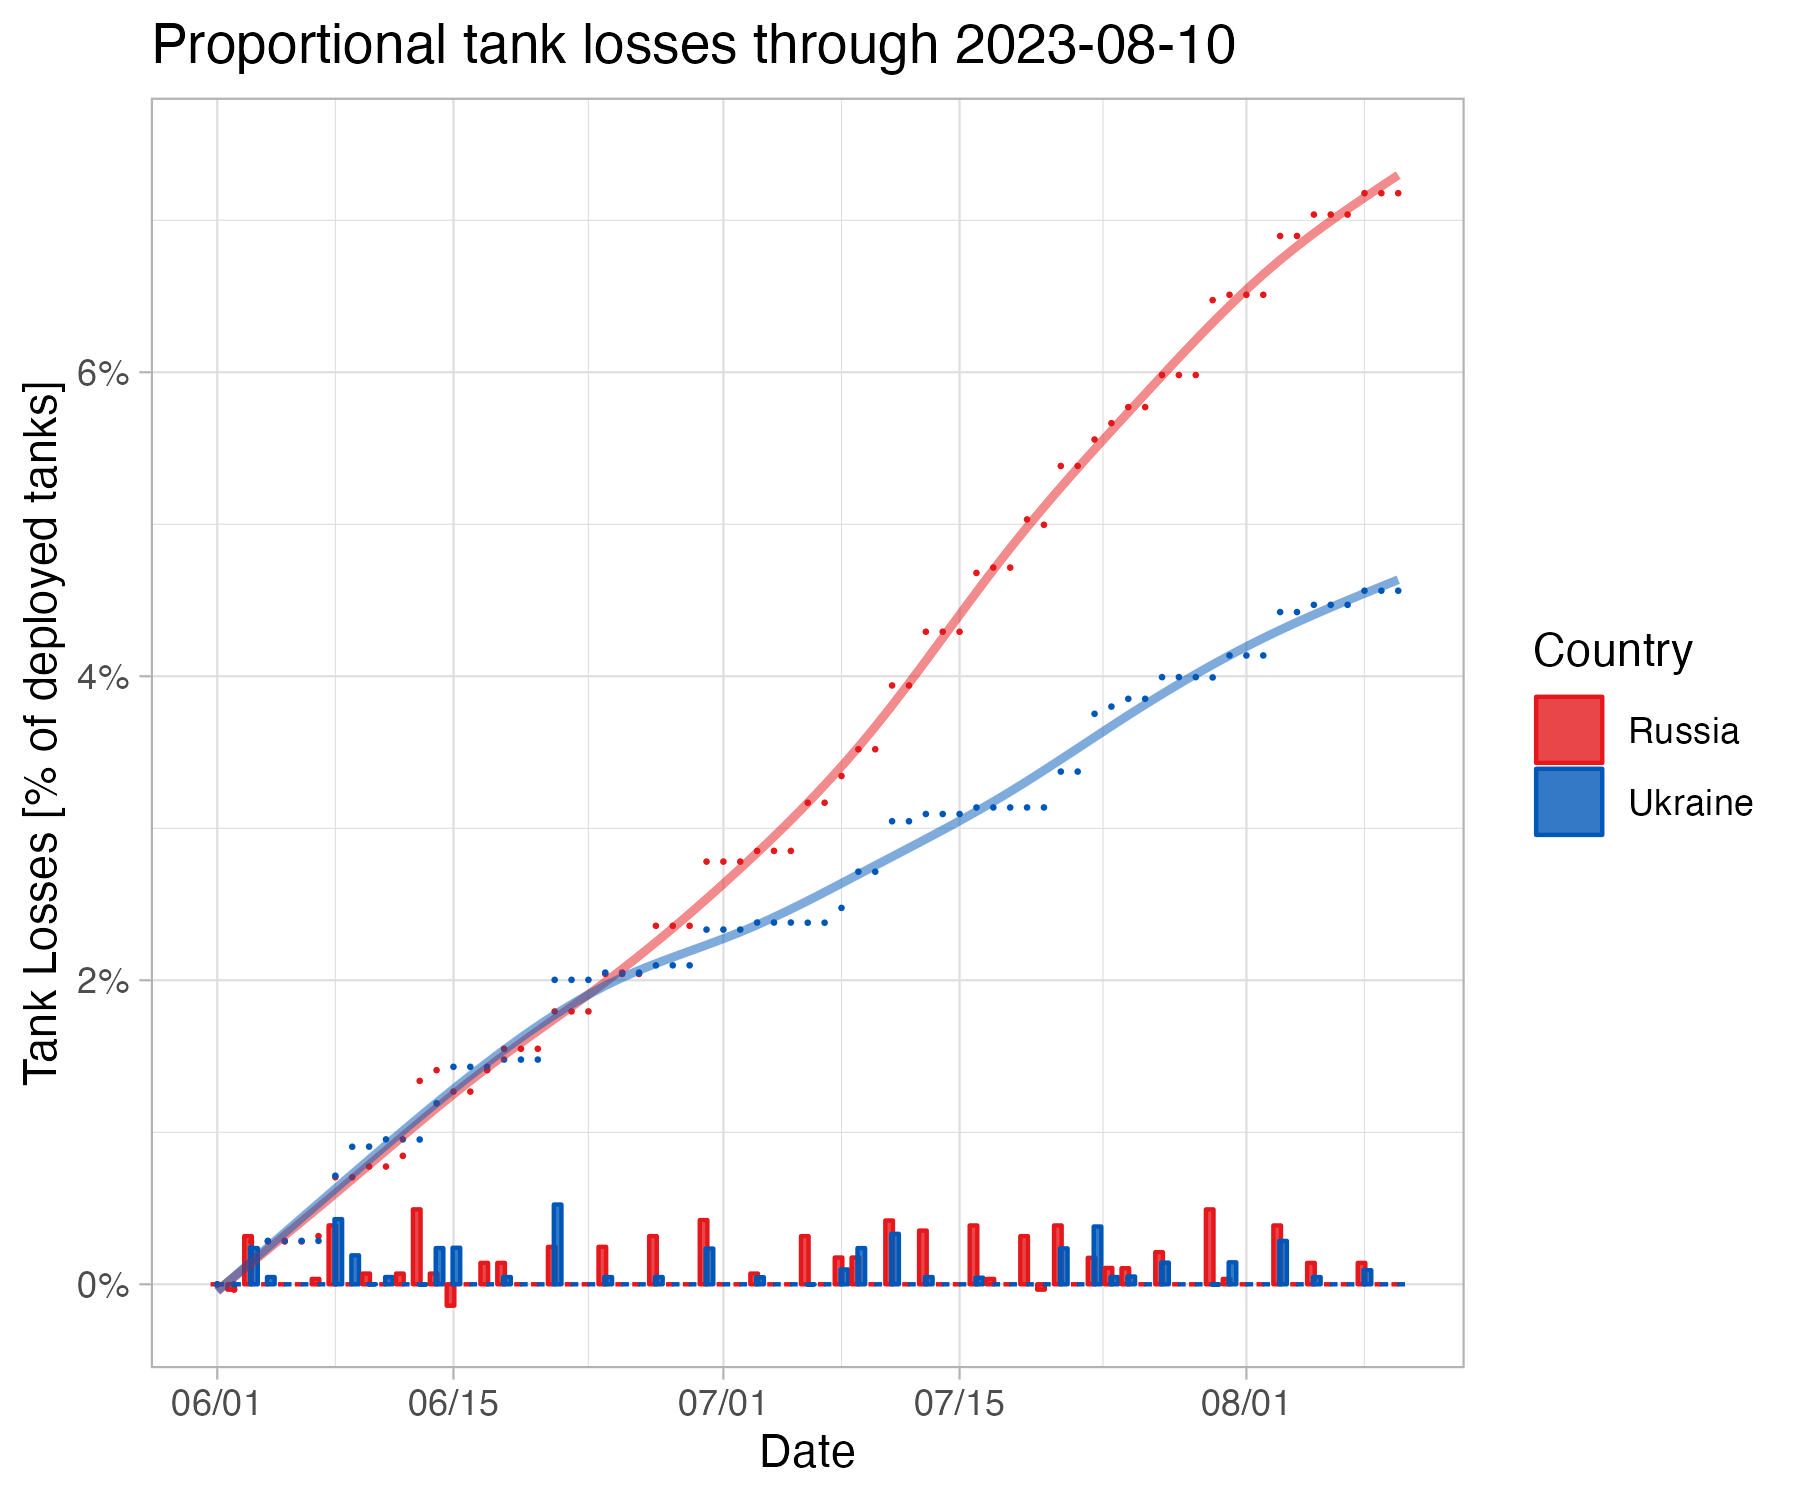 Proportional tank losses through 2023-08-10
Tank Losses [% of deployed tanks]
6%
4%
2%
0%
06/01
06/15
07/01
07/15
08/01
Date
Country
Russia
Ukraine